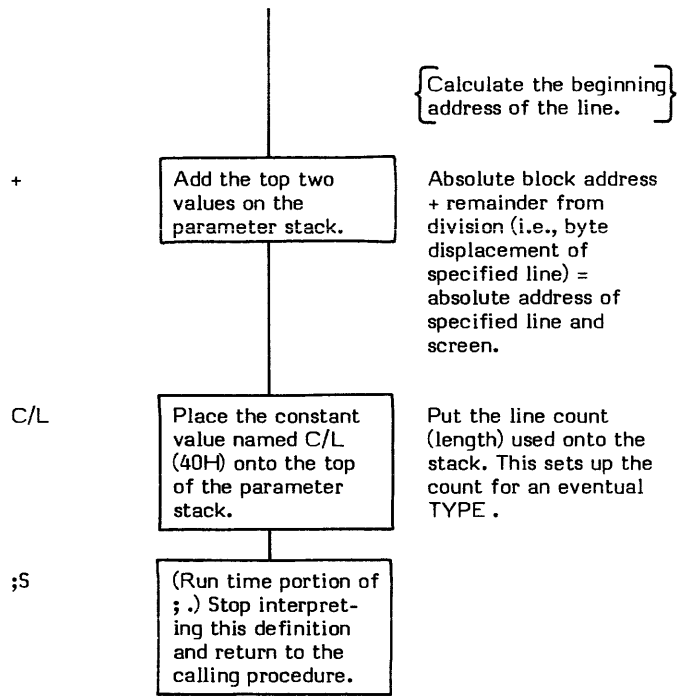 Calculate the beginning
address of the line.
+
Add the top two
values on the
parameter stack.
Absolute block address
+ remainder from
division (i.e., byte
displacement of
specified line) =
absolute address of
specified line and
screen.
C/L
Place the constant
value named C/L
(40H) onto the top
of the parameter
stack.
Put the line count
(length) used onto the
stack. This sets up the
count for an eventual
TYPE .
;S
(Run time portion of
; .) Stop interpret-
ing this definition
and return to the
calling procedure.